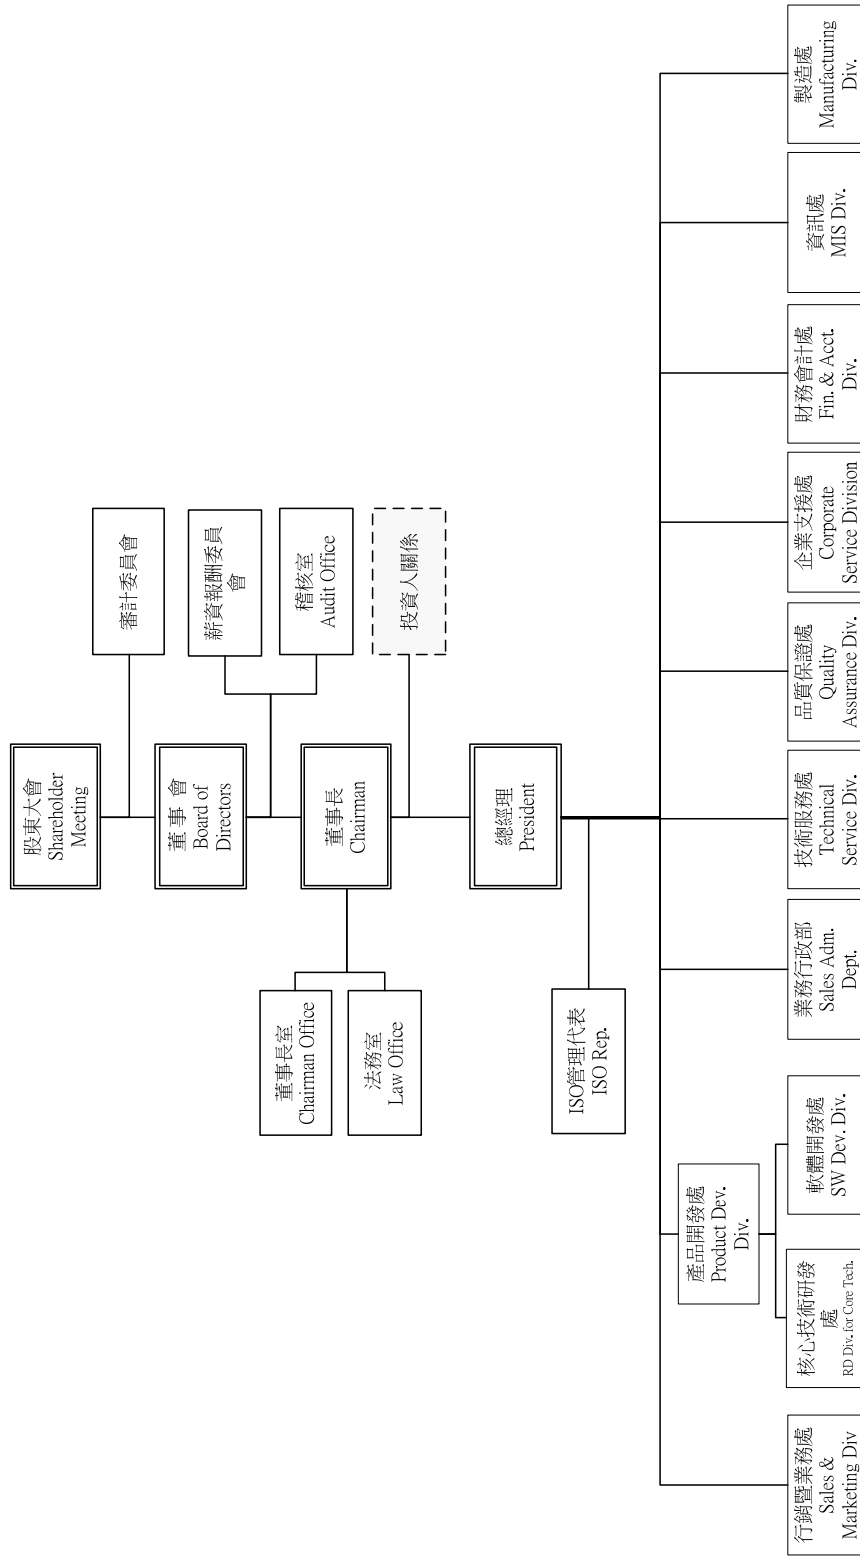 股東大會
Shareholder
Meeting
審計委員會
董事 會
Board of
Directors
薪資報酬委員
會
稽核室
Audit Office
董事長
Chairman
董事長室
Chairman Office
法務室
Law Office
投資人關係
總經理
President
ISO管理代表
ISO Rep.
行銷暨業務處
Sales &
Marketing Div
產品開發處
Product Dev.
Div.
核心技術研發
處
RD Div. for Core Tech.
軟體開發處
SW Dev. Div.
業務行政部
Sales Adm.
Dept.
技術服務處
Technical
Service Div.
品質保證處
Quality
Assurance Div.
企業支援處
Corporate
Service Division
財務會計處
Fin. & Acct.
Div.
資訊處
MIS Div.
製造處
Manufacturing
Div.